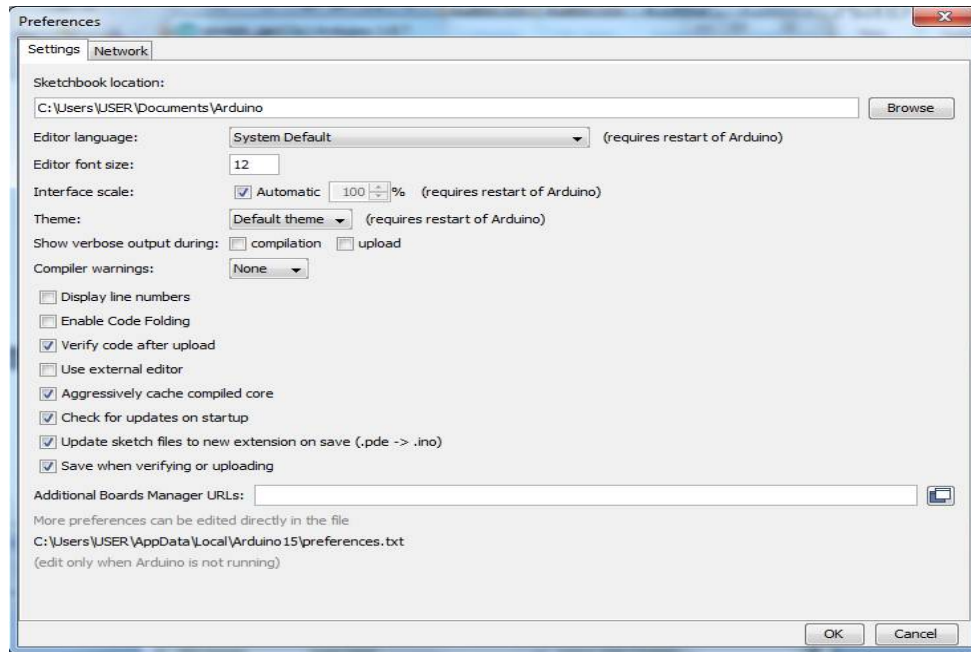 Preferences
Settings Network
Sketchbook location:
C:\Users\USER\Documents\Arduino Browse
Editor language: System Default (requires restart of Arduino)
Editor font size: 12
Interface scale: Automatic 100 % (requires restart of Arduino)
Theme: Default theme (requires restart of Arduino)
Show verbose output during: compilation upload
Compiler warnings: None
Display line numbers
Enable Code Folding
Verify code after upload
Use external editor
Aggressively cache compiled core
Check for updates on startup
Update sketch files to new extension on save (.pde -> .ino)
Save when verifying or uploading
Additional Boards Manager URLs:
More preferences can be edited directly in the file
C:\Users\USER\AppData\Local\Arduino15\preferences.txt
(edit only when Arduino is not running)
OK Cancel